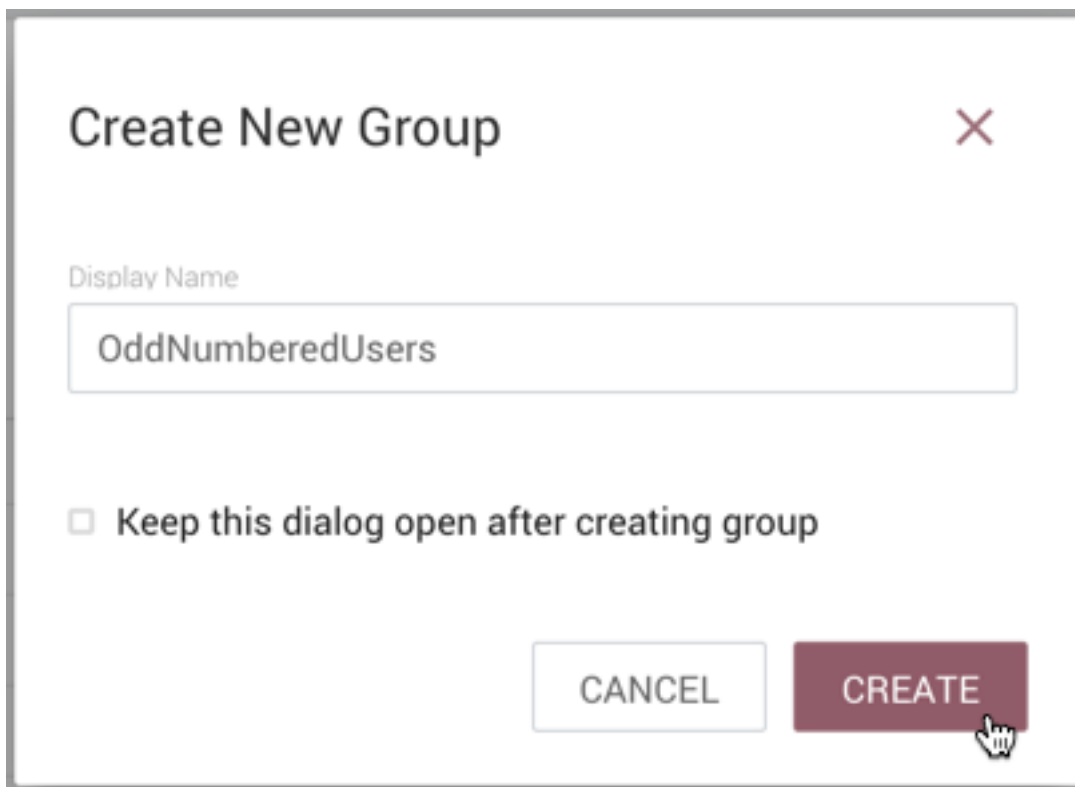 Create New Group
Display Name
OddNumberedUsers
Keep this dialog open after creating group
CANCEL CREATE